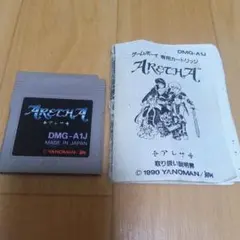 ARETHA
アレサ
DMG-A1J
MADE IN JAPAN
© YANOMAN
ゲームボーイ専用カートリッジ
DMG-A1J
ARETHA
アレサ
取り扱い説明書
© 1990 YANOMAN